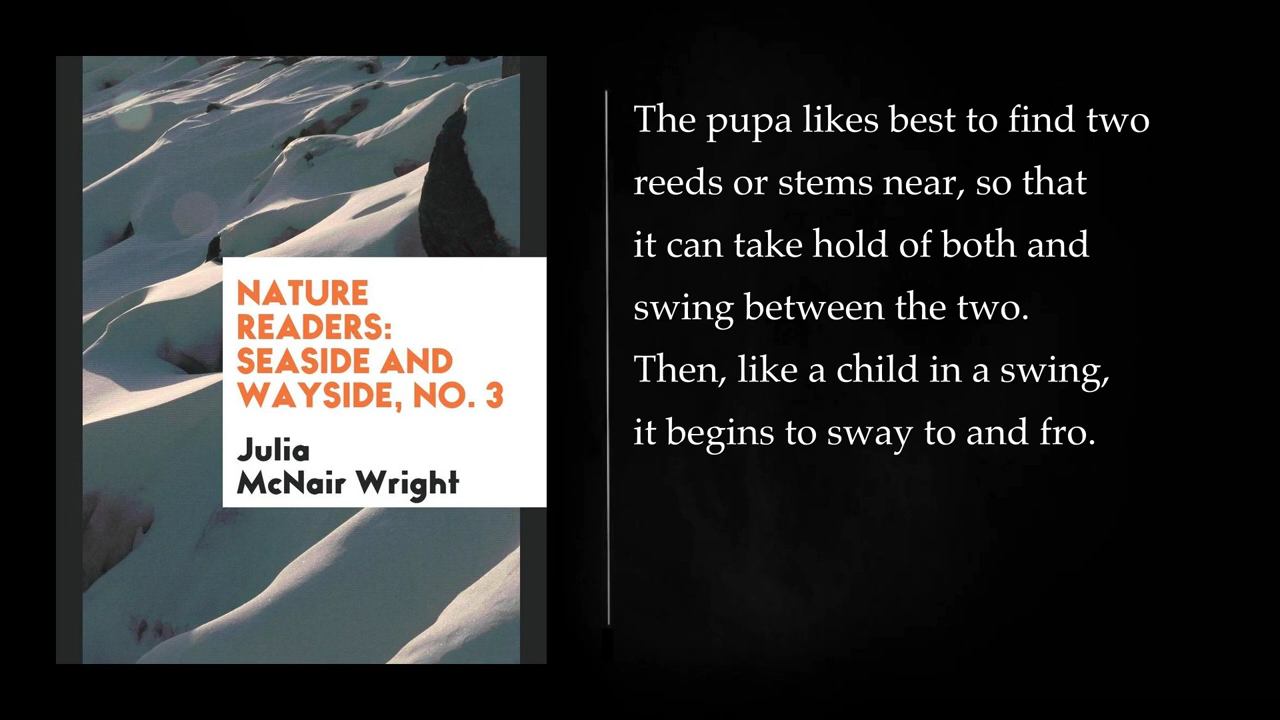 NATURE
READERS:
SEASIDE AND
WAYSIDE, NO. 3
Julia
McNair Wright
The pupa likes best to find two
reeds or stems near, so that
it can take hold of both and
swing between the two.
Then, like a child in a swing,
it begins to sway to and fro.